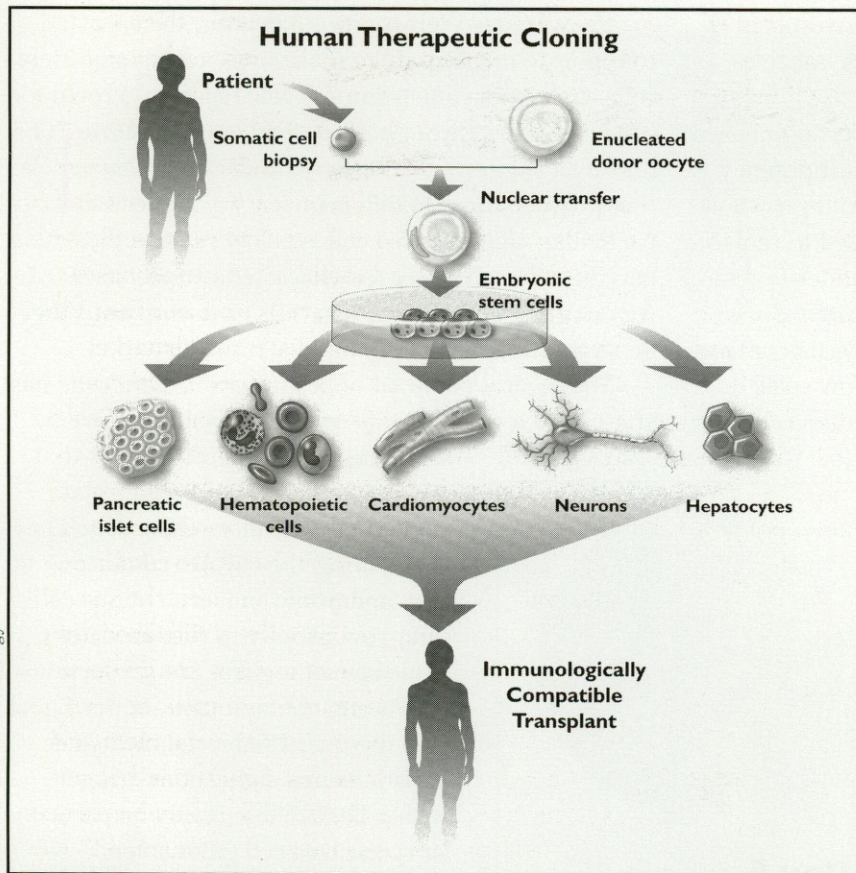 Human Therapeutic Cloning
Patient
Somatic cell
biopsy
Enucleated
donor oocyte
Nuclear transfer
Embryonic
stem cells
Pancreatic
islet cells
Hematopoietic
cells
Cardiomyocytes
Neurons
Hepatocytes
Immunologically
Compatible
Transplant